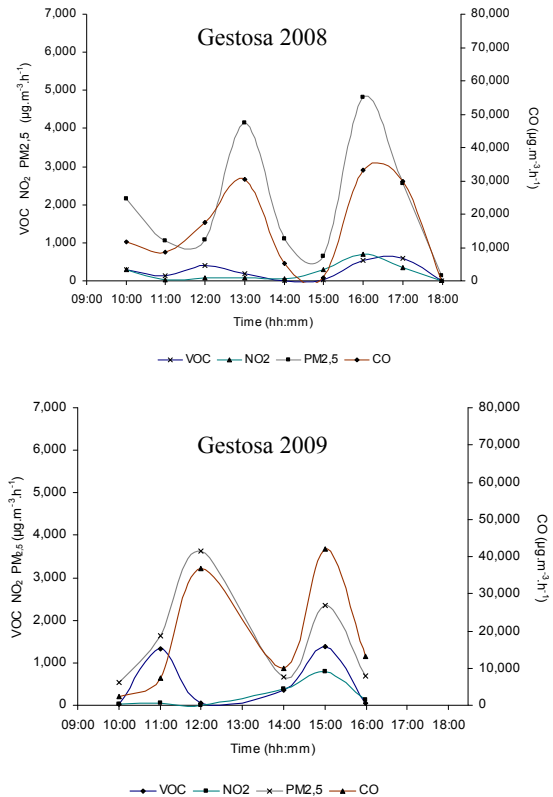 Gestosa 2008
VOC NO₂ PM2,5 (µg.m⁻³.h⁻¹)
7,000
6,000
5,000
4,000
3,000
2,000
1,000
0
CO (µg.m⁻³.h⁻¹)
80,000
70,000
60,000
50,000
40,000
30,000
20,000
10,000
0
09:00 10:00 11:00 12:00 13:00 14:00 15:00 16:00 17:00 18:00
Time (hh:mm)
VOC NO2 PM2,5 CO
Gestosa 2009
VOC NO₂ PM₂,₅ (µg.m⁻³.h⁻¹)
7,000
6,000
5,000
4,000
3,000
2,000
1,000
0
CO (µg.m⁻³.h⁻¹)
80,000
70,000
60,000
50,000
40,000
30,000
20,000
10,000
0
09:00 10:00 11:00 12:00 13:00 14:00 15:00 16:00 17:00 18:00
Time (hh:mm)
VOC NO2 PM2,5 CO